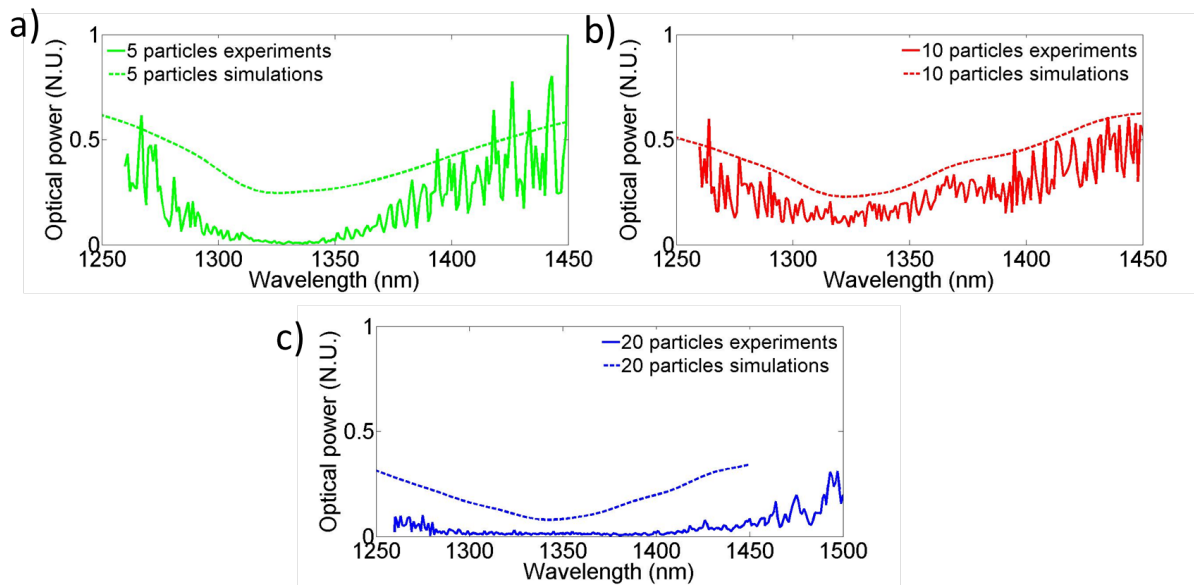 a)
1
0.5
0
Optical power (N.U.)
5 particles experiments
5 particles simulations
1250 1300 1350 1400 1450
Wavelength (nm)
b)
1
0.5
0
Optical power (N.U.)
10 particles experiments
10 particles simulations
1250 1300 1350 1400 1450
Wavelength (nm)
c)
1
0.5
0
Optical power (N.U.)
20 particles experiments
20 particles simulations
1250 1300 1350 1400 1450 1500
Wavelength (nm)